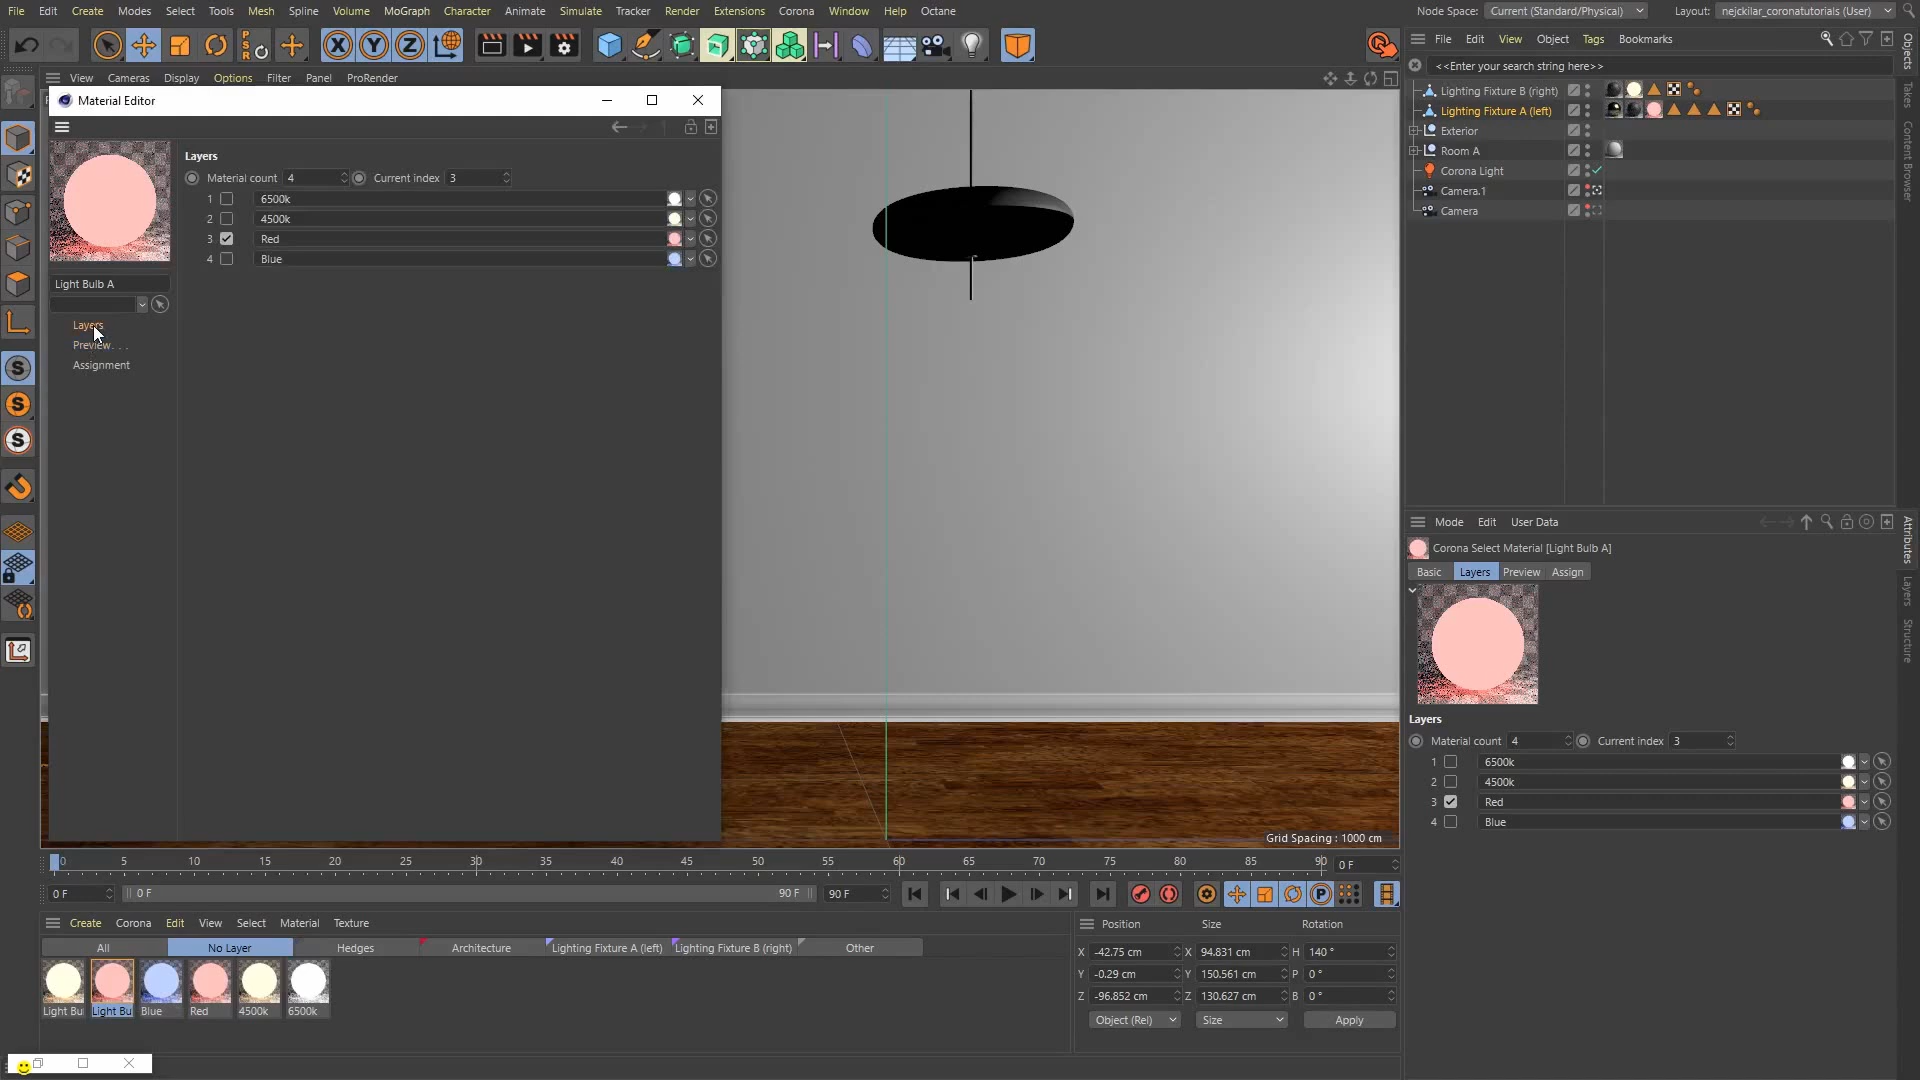 File Edit Create Modes Select Tools Mesh Spline Volume MoGraph Character Animate Simulate Tracker Render Extensions Corona Window Help Octane
Node Space: Current (Standard/Physical) Layout: nejckilar_coronatutorials (User)
PSR X Y Z
File Edit View Object Tags Bookmarks
<<Enter your search string here>>
View Cameras Display Options Filter Panel ProRender
Material Editor
Lighting Fixture B (right)
Lighting Fixture A (left)
Exterior
Room A
Corona Light
Camera.1
Camera
Objects
Takes
Content Browser
Layers
Material count 4 Current index 3
1 6500k
2 4500k
3 Red
4 Blue
Light Bulb A
Layers
Preview. . .
Assignment
Mode Edit User Data
Corona Select Material [Light Bulb A]
Basic Layers Preview Assign
Attributes
Layers
Structure
Layers
Material count 4 Current index 3
1 6500k
2 4500k
3 Red
4 Blue
Grid Spacing : 1000 cm
0 5 10 15 20 25 30 35 40 45 50 55 60 65 70 75 80 85 90 0 F
0 F 0 F 90 F 90 F P
Create Corona Edit View Select Material Texture
All No Layer Hedges Architecture Lighting Fixture A (left) Lighting Fixture B (right) Other
Light Bu Light Bu Blue Red 4500k 6500k
Position Size Rotation
X -42.75 cm X 94.831 cm H 140 °
Y -0.29 cm Y 150.561 cm P 0 °
Z -96.852 cm Z 130.627 cm B 0 °
Object (Rel) Size Apply